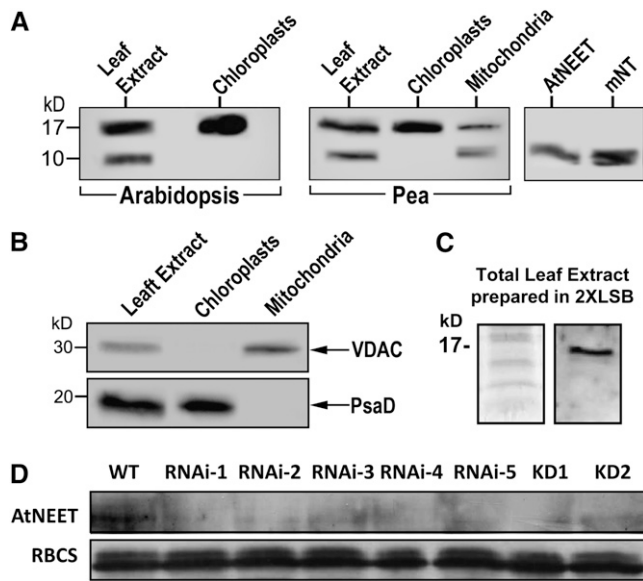 A
Leaf
Extract
Chloroplasts
Leaf
Extract
Chloroplasts
Mitochondria
AtNEET
mNT
kD
17
10
Arabidopsis
Pea
B
Leaft Extract
Chloroplasts
Mitochondria
kD
30
VDAC
20
PsaD
C
Total Leaf Extract
prepared in 2XLSB
kD
17-
D
WT RNAi-1 RNAi-2 RNAi-3 RNAi-4 RNAi-5 KD1 KD2
AtNEET
RBCS